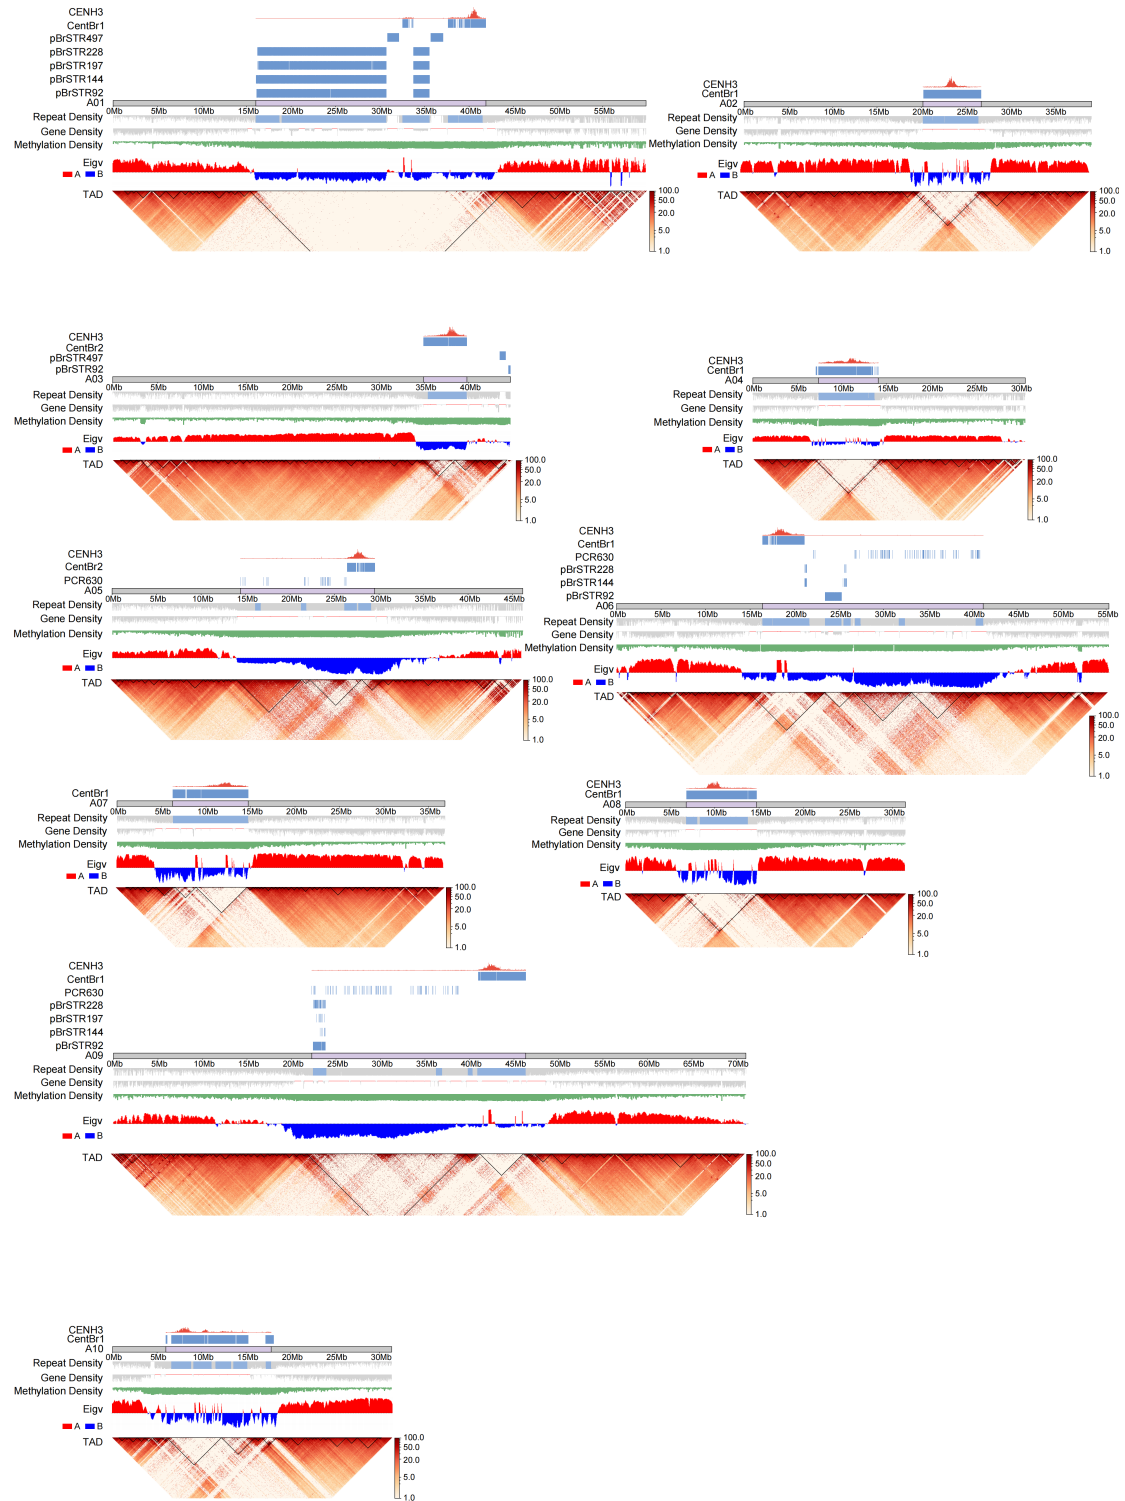 CENH3
CentBr1
pBrSTR497
pBrSTR228
pBrSTR197
pBrSTR144
pBrSTR92
A01
0Mb 5Mb 10Mb 15Mb 20Mb 25Mb 30Mb 35Mb 40Mb 45Mb 50Mb 55Mb
Repeat Density
Gene Density
Methylation Density
Eigv
A B
TAD
100.0
50.0
20.0
5.0
1.0
CENH3
CentBr1
A02
0Mb 5Mb 10Mb 15Mb 20Mb 25Mb 30Mb 35Mb
Repeat Density
Gene Density
Methylation Density
Eigv
A B
TAD
100.0
50.0
20.0
5.0
1.0
CENH3
CentBr2
pBrSTR497
pBrSTR92
A03
0Mb 5Mb 10Mb 15Mb 20Mb 25Mb 30Mb 35Mb 40Mb
Repeat Density
Gene Density
Methylation Density
Eigv
A B
TAD
100.0
50.0
20.0
5.0
1.0
CENH3
CentBr1
A04
0Mb 5Mb 10Mb 15Mb 20Mb 25Mb 30Mb
Repeat Density
Gene Density
Methylation Density
Eigv
A B
TAD
100.0
50.0
20.0
5.0
1.0
CENH3
CentBr2
PCR630
A05
0Mb 5Mb 10Mb 15Mb 20Mb 25Mb 30Mb 35Mb 40Mb 45Mb
Repeat Density
Gene Density
Methylation Density
Eigv
A B
TAD
100.0
50.0
20.0
5.0
1.0
CENH3
CentBr1
PCR630
pBrSTR228
pBrSTR144
pBrSTR92
A06
0Mb 5Mb 10Mb 15Mb 20Mb 25Mb 30Mb 35Mb 40Mb 45Mb 50Mb 55Mb
Repeat Density
Gene Density
Methylation Density
Eigv
A B
TAD
100.0
50.0
20.0
5.0
1.0
CentBr1
A07
0Mb 5Mb 10Mb 15Mb 20Mb 25Mb 30Mb 35Mb
Repeat Density
Gene Density
Methylation Density
Eigv
A B
TAD
100.0
50.0
20.0
5.0
1.0
CENH3
CentBr1
A08
0Mb 5Mb 10Mb 15Mb 20Mb 25Mb 30Mb
Repeat Density
Gene Density
Methylation Density
Eigv
A B
TAD
100.0
50.0
20.0
5.0
1.0
CENH3
CentBr1
PCR630
pBrSTR228
pBrSTR197
pBrSTR144
pBrSTR92
A09
0Mb 5Mb 10Mb 15Mb 20Mb 25Mb 30Mb 35Mb 40Mb 45Mb 50Mb 55Mb 60Mb 65Mb 70Mb
Repeat Density
Gene Density
Methylation Density
Eigv
A B
TAD
100.0
50.0
20.0
5.0
1.0
CENH3
CentBr1
A10
0Mb 5Mb 10Mb 15Mb 20Mb 25Mb 30Mb
Repeat Density
Gene Density
Methylation Density
Eigv
A B
TAD
100.0
50.0
20.0
5.0
1.0